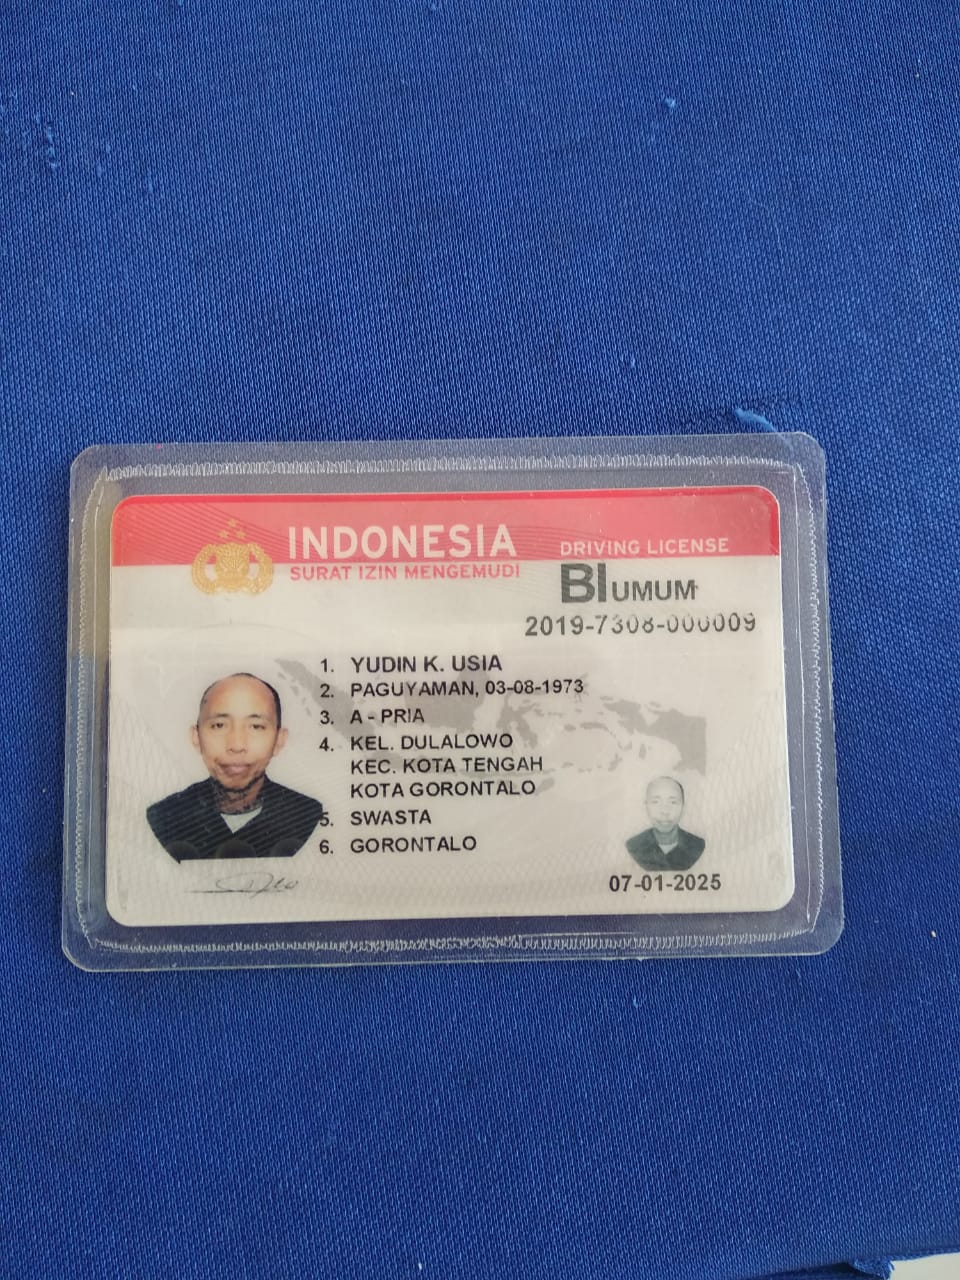 INDONESIA
SURAT IZIN MENGEMUDI
DRIVING LICENSE
BI UMUM
2019-7308-000009
1. YUDIN K. USIA
2. PAGUYAMAN, 03-08-1973
3. A - PRIA
4. KEL. DULALOWO
KEC. KOTA TENGAH
KOTA GORONTALO
5. SWASTA
6. GORONTALO
07-01-2025